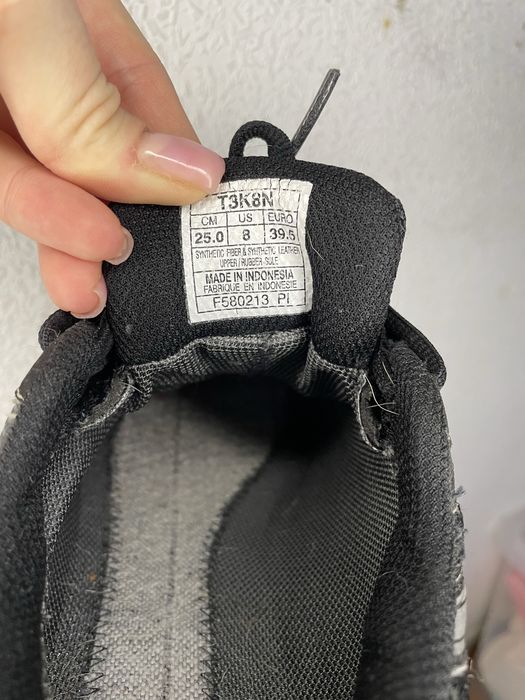 T3K8N
CM US EURO
25.0 8 39.5
SYNTHETIC FIBER & SYNTHETIC LEATHER
UPPER / RUBBER SOLE
MADE IN INDONESIA
FABRIQUE EN INDONESIE
F580213 PI